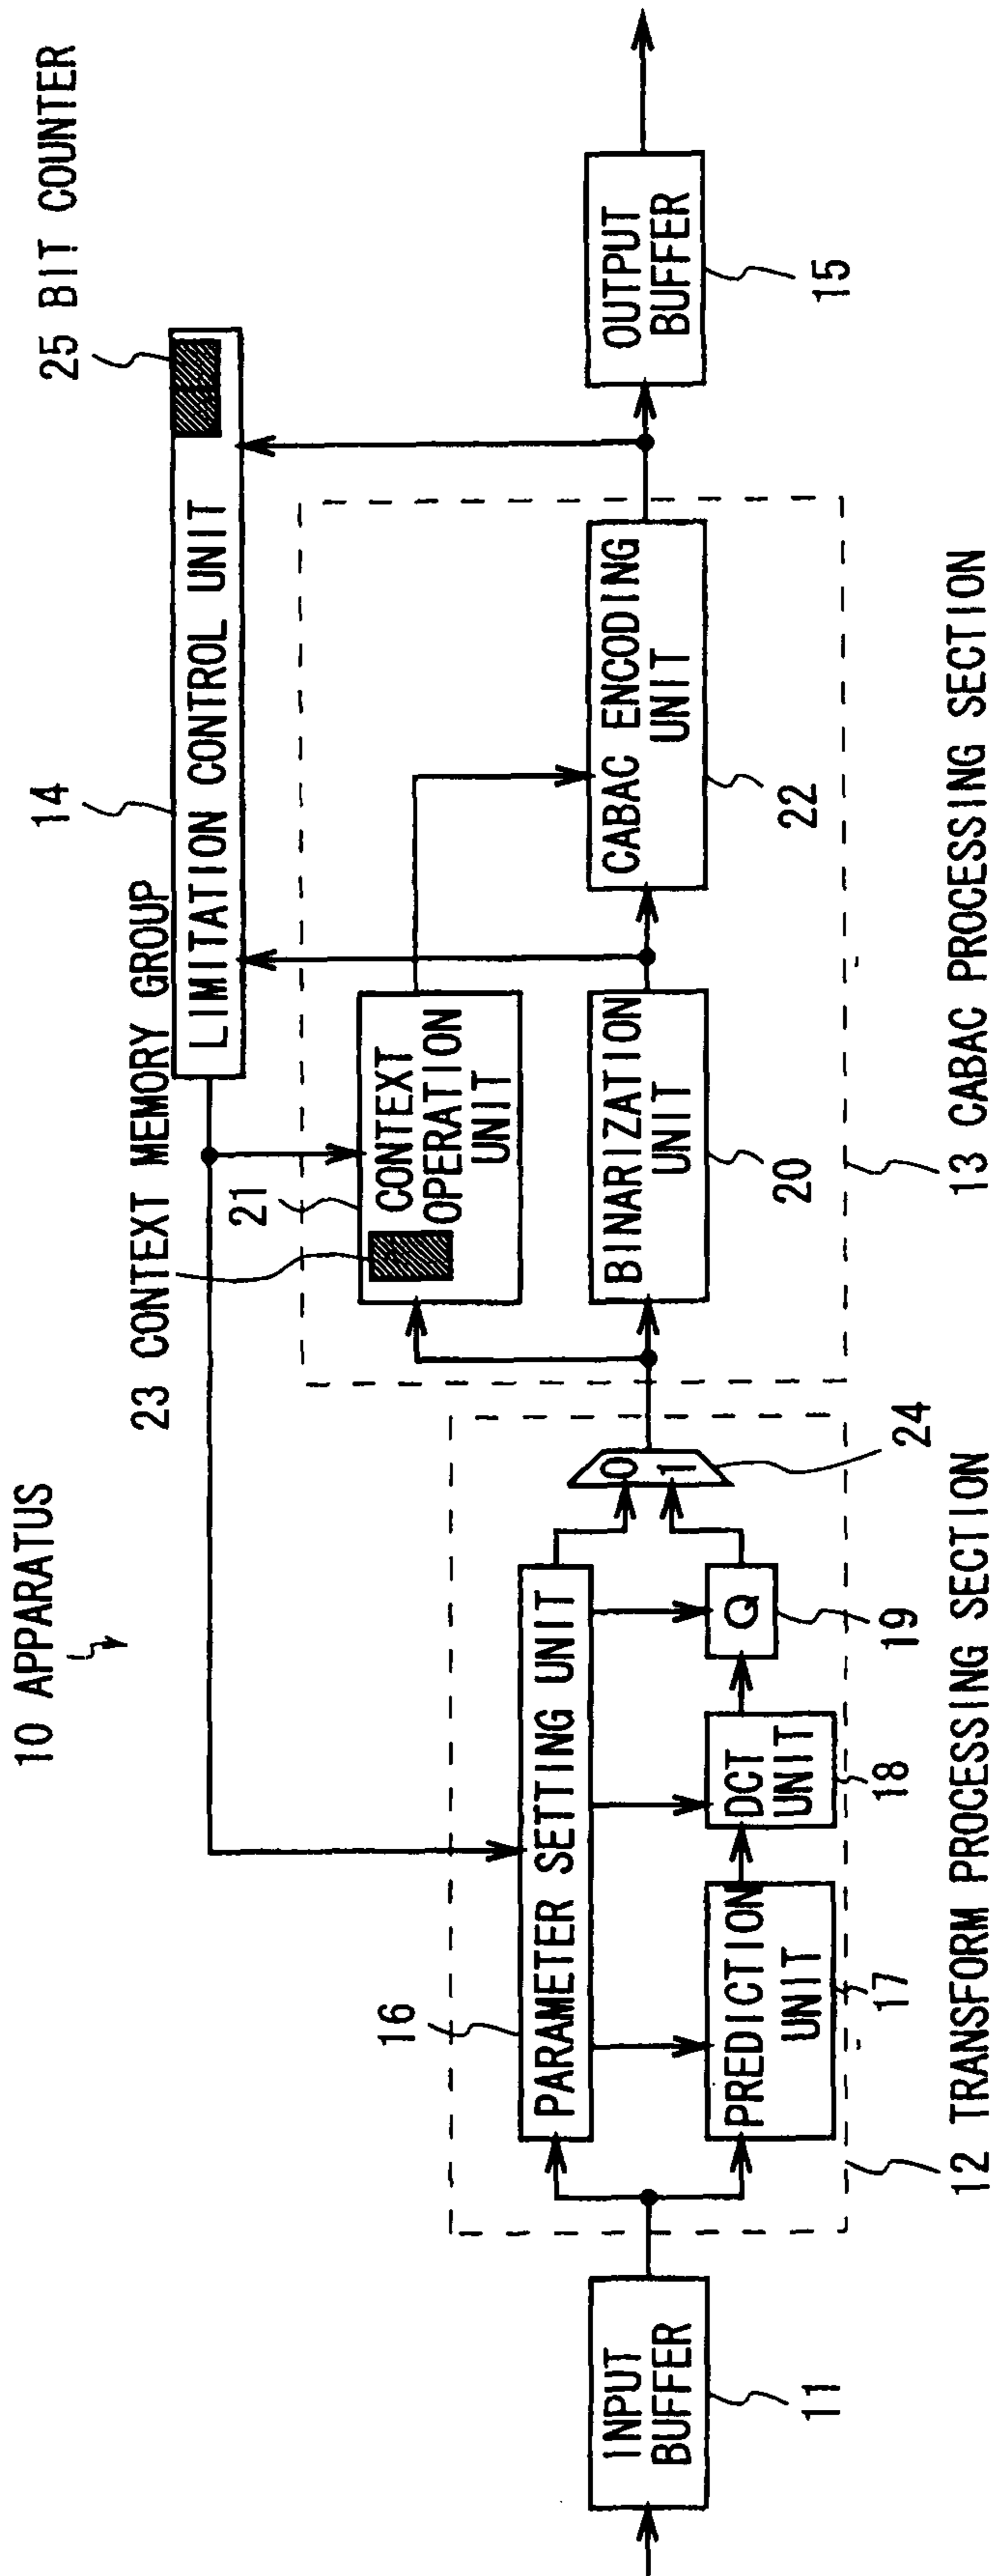 10 APPARATUS
25 BIT COUNTER
14
LIMITATION CONTROL UNIT
23 CONTEXT MEMORY GROUP
21
CONTEXT
OPERATION
UNIT
16
PARAMETER SETTING UNIT
0
1
24
INPUT
BUFFER
11
PREDICTION
UNIT
17
DCT
UNIT
18
Q
19
BINARIZATION
UNIT
20
CABAC ENCODING
UNIT
22
OUTPUT
BUFFER
15
12 TRANSFORM PROCESSING SECTION
13 CABAC PROCESSING SECTION